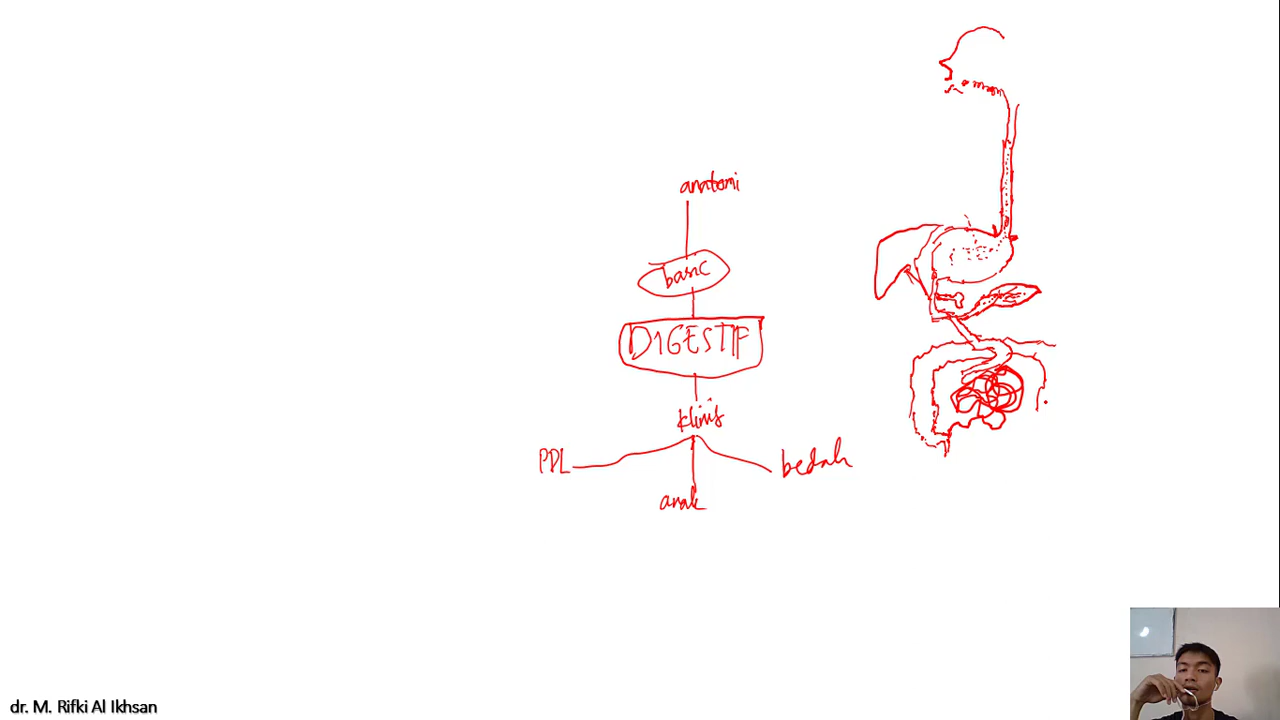 anatomi
basic
DIGESTIF
klinis
PDL
bedah
anak
dr. M. Rifki Al Ikhsan